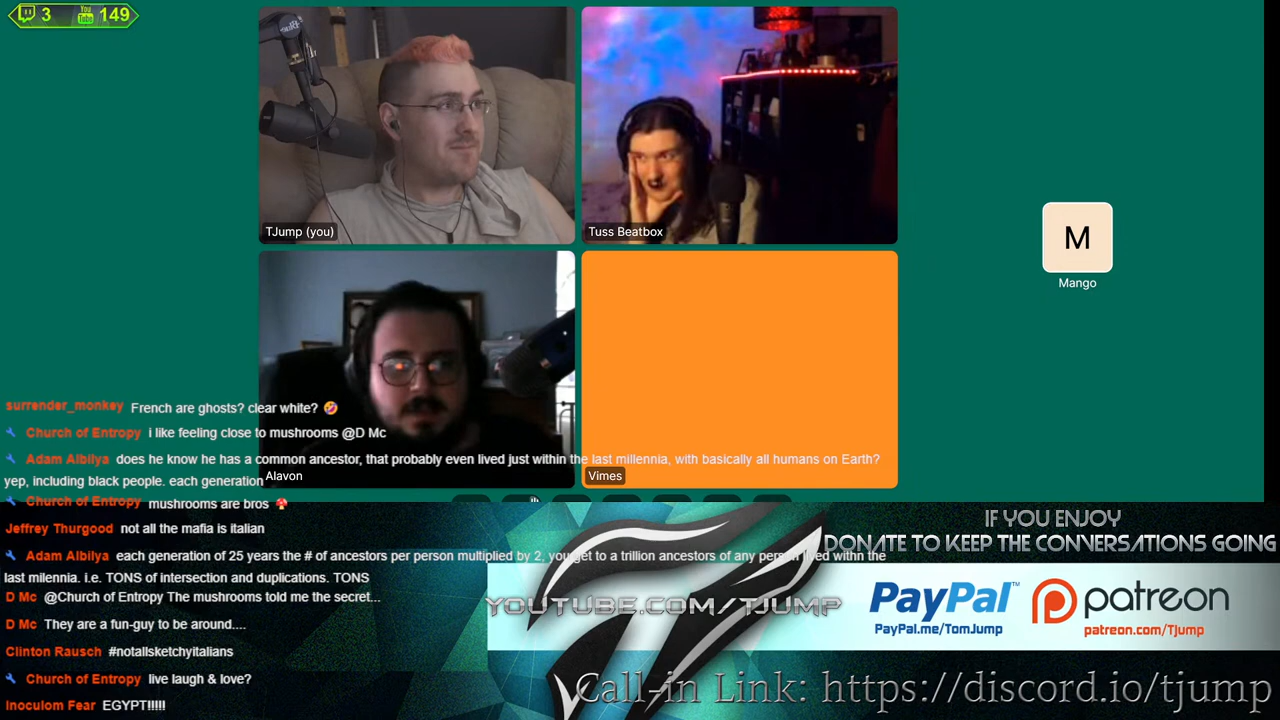 3 You Tube 149
TJump (you)
Tuss Beatbox
M
Mango
surrender_monkey French are ghosts? clear white? 🤣
Church of Entropy i like feeling close to mushrooms @D Mc
Adam Albilya does he know he has a common ancestor, that probably even lived just within the last millennia, with basically all humans on Earth?
yep, including black people. each generation
Alavon
Vimes
Church of Entropy mushrooms are bros 🍄
Jeffrey Thurgood not all the mafia is italian
Adam Albilya each generation of 25 years the # of ancestors per person multiplied by 2, you get to a trillion ancestors of any person lived within the
last milennia. i.e. TONS of intersection and duplications. TONS
D Mc @Church of Entropy The mushrooms told me the secret...
D Mc They are a fun-guy to be around....
Clinton Rausch #notallsketchyitalians
Church of Entropy live laugh & love?
Inoculom Fear EGYPT!!!!!
IF YOU ENJOY
DONATE TO KEEP THE CONVERSATIONS GOING
YOUTUBE.COM/TJUMP
PayPal™
PayPal.me/TomJump
patreon
patreon.com/TJump
Call-in Link: https://discord.io/tjump